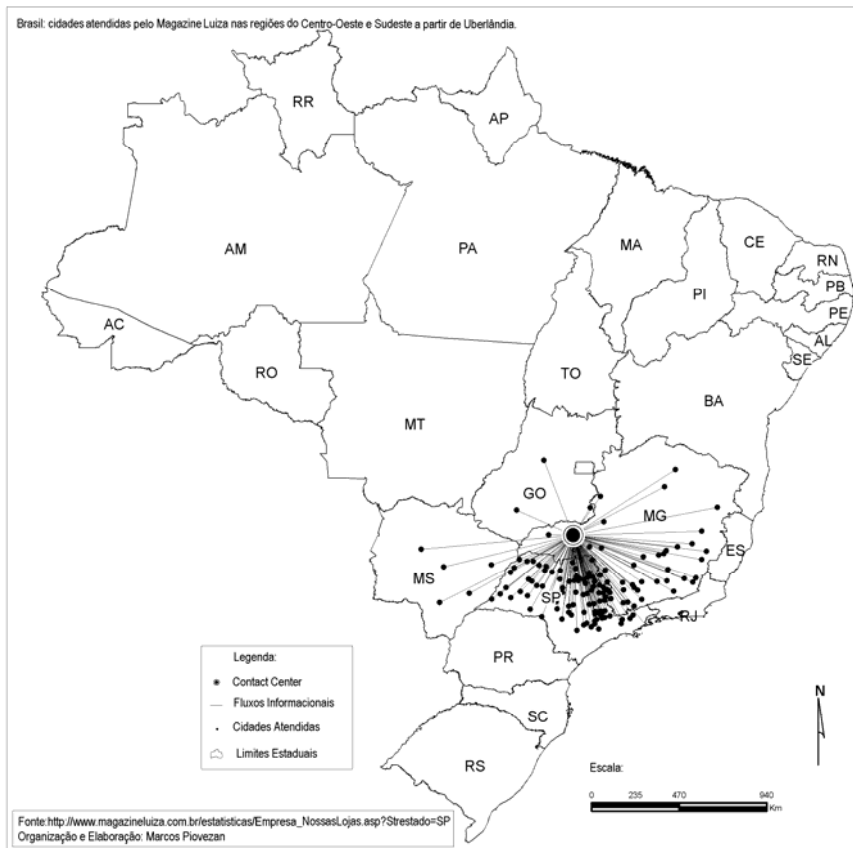 Brasil: cidades atendidas pelo Magazine Luiza nas regiões do Centro-Oeste e Sudeste a partir de Uberlândia.
RR
AP
AM
PA
MA
CE
RN
PB
PI
PE
AL
SE
AC
RO
TO
BA
MT
GO
MG
ES
MS
SP
RJ
PR
SC
RS
Legenda:
Contact Center
Fluxos Informacionais
Cidades Atendidas
Limites Estaduais
N
Escala:
0 235 470 940
Km
Fonte:http://www.magazineluiza.com.br/estatisticas/Empresa_NossasLojas.asp?Strestado=SP
Organização e Elaboração: Marcos Piovezan